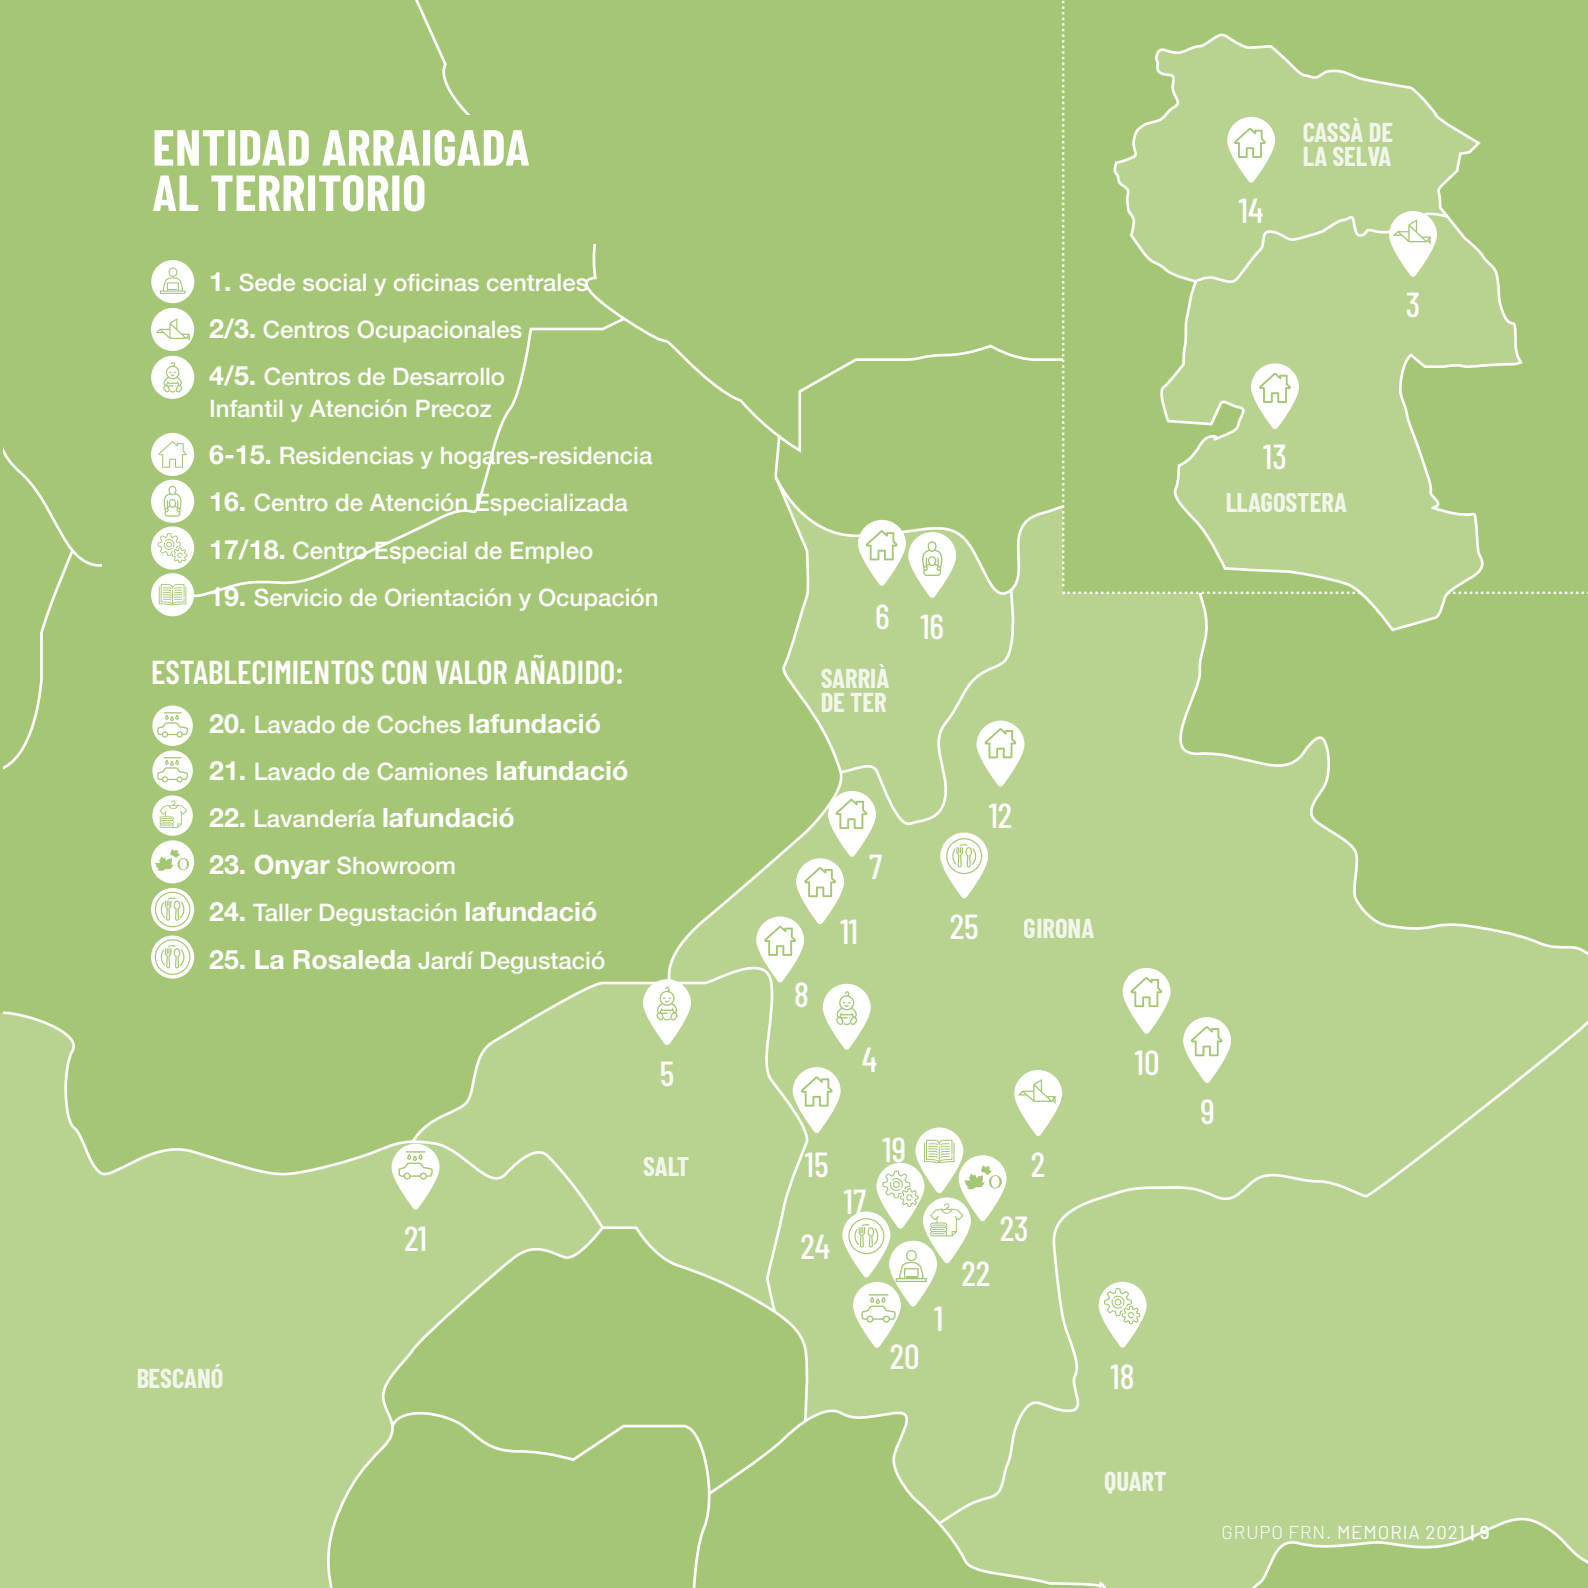 ENTIDAD ARRAIGADA
AL TERRITORIO
1. Sede social y oficinas centrales
2/3. Centros Ocupacionales
4/5. Centros de Desarrollo
Infantil y Atención Precoz
6-15. Residencias y hogares-residencia
16. Centro de Atención Especializada
17/18. Centro Especial de Empleo
19. Servicio de Orientación y Ocupación
ESTABLECIMIENTOS CON VALOR AÑADIDO:
20. Lavado de Coches lafundació
21. Lavado de Camiones lafundació
22. Lavandería lafundació
23. Onyar Showroom
24. Taller Degustación lafundació
25. La Rosaleda Jardí Degustació
CASSÀ DE
LA SELVA
14
3
13
LLAGOSTERA
6
16
SARRIÀ
DE TER
12
7
11
25
GIRONA
8
4
5
10
9
15
19
2
SALT
17
23
21
24
22
1
20
18
BESCANÓ
QUART
GRUPO FRN. MEMORIA 2021 | 9